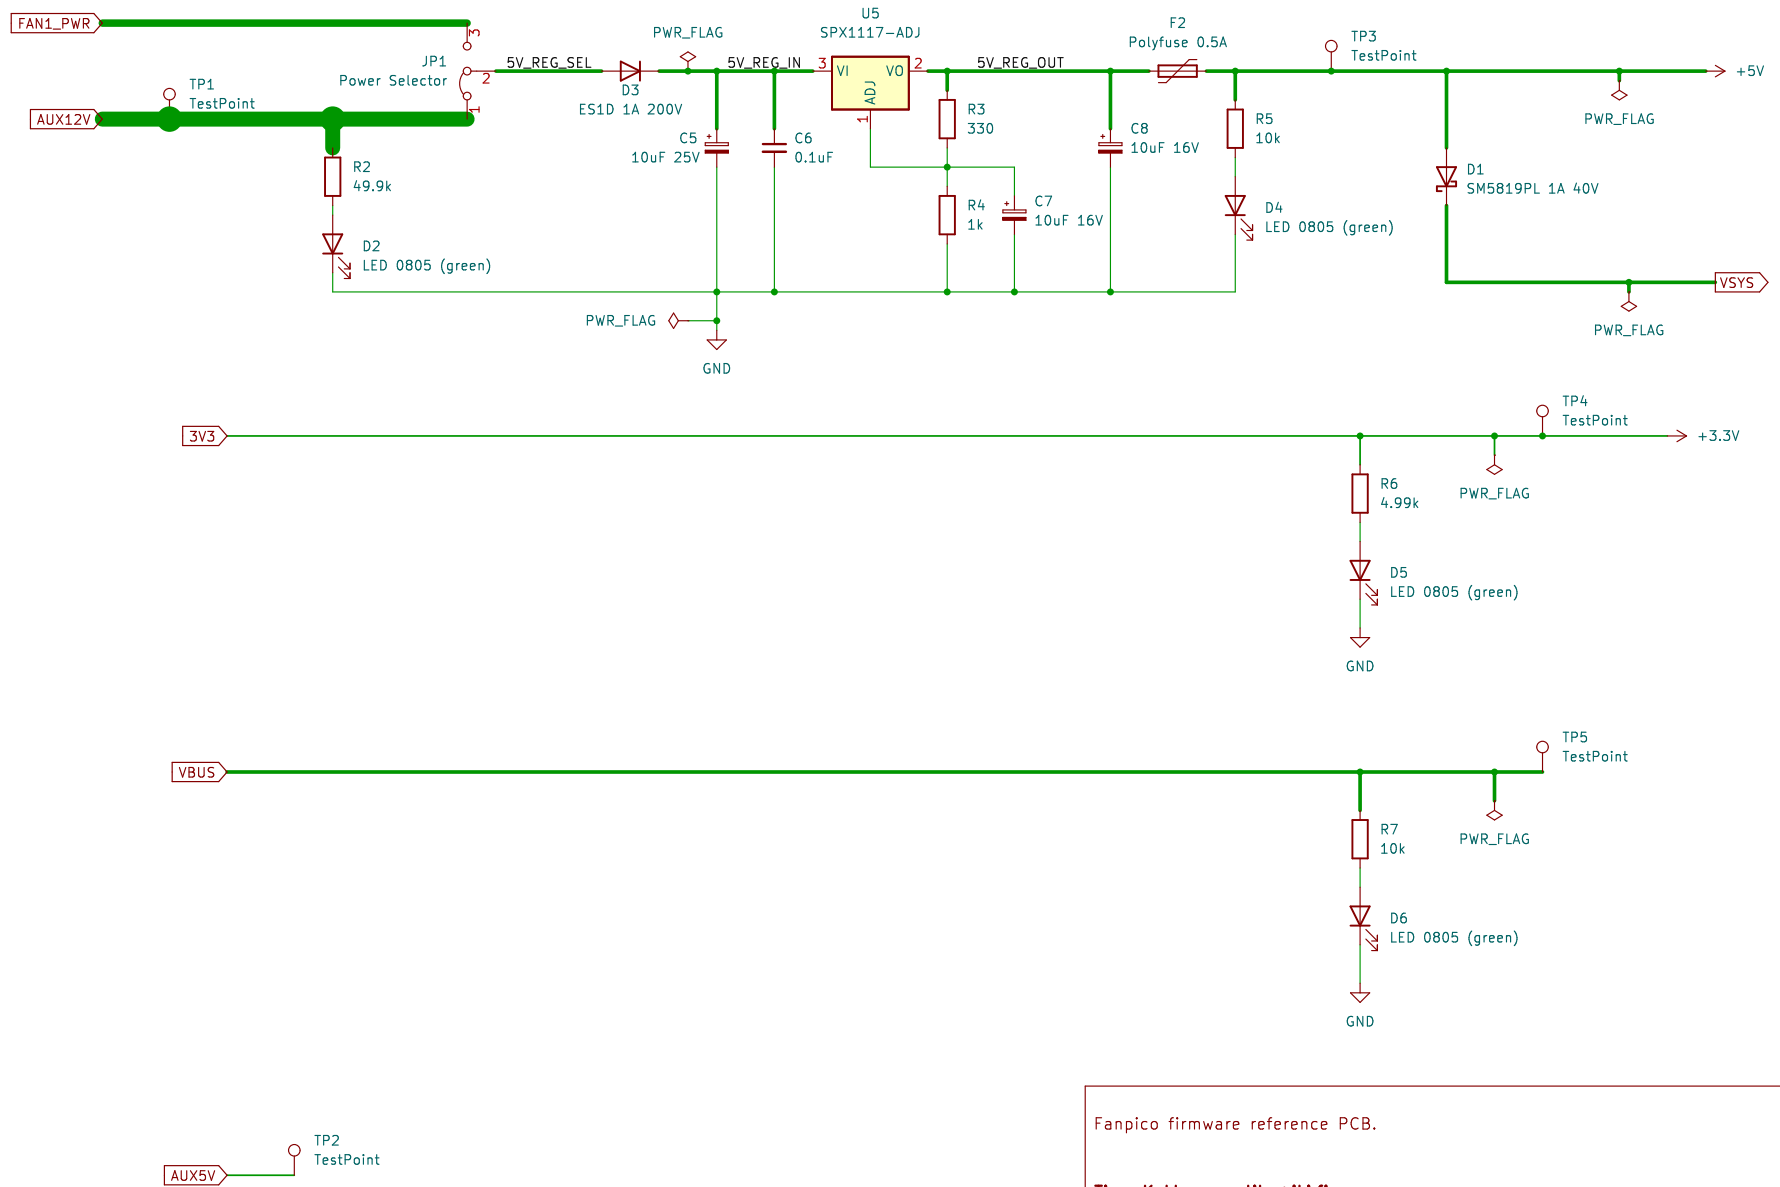 FAN1_PWR
3
JP1
Power Selector
2
1
TP1
TestPoint
AUX12V
R2
49.9k
D2
LED 0805 (green)
5V_REG_SEL
D3
ES1D 1A 200V
PWR_FLAG
5V_REG_IN
C5
10uF 25V
+
C6
0.1uF
U5
SPX1117-ADJ
3
VI
VO
2
ADJ
1
5V_REG_OUT
R3
330
R4
1k
+
C7
10uF 16V
+
C8
10uF 16V
F2
Polyfuse 0.5A
R5
10k
D4
LED 0805 (green)
TP3
TestPoint
+5V
PWR_FLAG
D1
SM5819PL 1A 40V
VSYS
PWR_FLAG
PWR_FLAG
GND
3V3
TP4
TestPoint
+3.3V
PWR_FLAG
R6
4.99k
D5
LED 0805 (green)
GND
VBUS
TP5
TestPoint
PWR_FLAG
R7
10k
D6
LED 0805 (green)
GND
AUX5V
TP2
TestPoint
Fanpico firmware reference PCB.